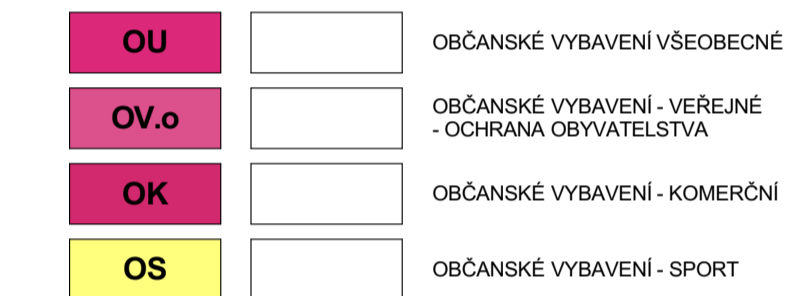 OU OBČANSKÉ VYBAVENÍ VŠEOBECNÉ
OV.o OBČANSKÉ VYBAVENÍ - VEŘEJNÉ
- OCHRANA OBYVATELSTVA
OK OBČANSKÉ VYBAVENÍ - KOMERČNÍ
OS OBČANSKÉ VYBAVENÍ - SPORT